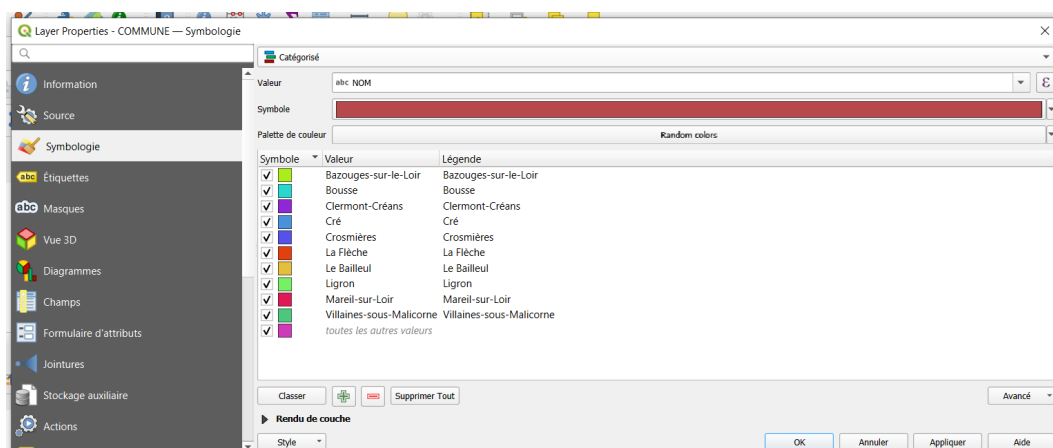 Layer Properties - COMMUNE — Symbologie
Catégorisé
Information
Source
Symbologie
abc Étiquettes
abc Masques
Vue 3D
Diagrammes
Champs
Formulaire d'attributs
Jointures
Stockage auxiliaire
Actions
Valeur abc NOM ε
Symbole
Palette de couleur Random colors
Symbole Valeur Légende
Bazouges-sur-le-Loir Bazouges-sur-le-Loir
Bousse Bousse
Clermont-Créans Clermont-Créans
Cré Cré
Crosmières Crosmières
La Flèche La Flèche
Le Bailleul Le Bailleul
Ligron Ligron
Mareil-sur-Loir Mareil-sur-Loir
Villaines-sous-Malicorne Villaines-sous-Malicorne
toutes les autres valeurs
Classer Supprimer Tout Avancé
Rendu de couche
Style OK Annuler Appliquer Aide